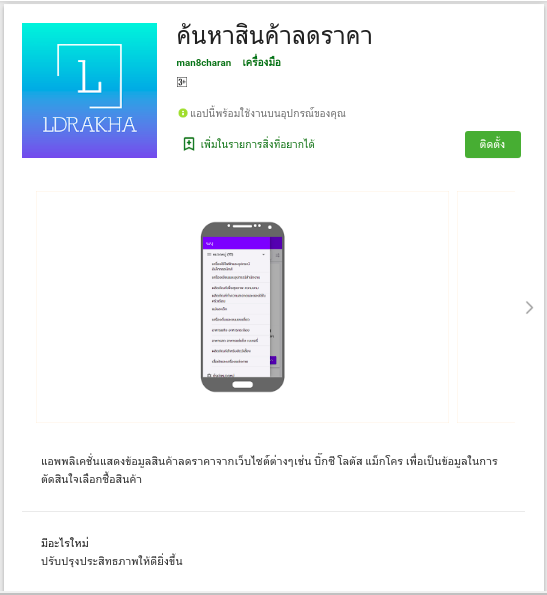 ค้นหาสินค้าลดราคา
man8charan เครื่องมือ
3+
แอปนี้พร้อมใช้งานบนอุปกรณ์ของคุณ
เพิ่มในรายการสิ่งที่อยากได้
ติดตั้ง
L
LDRAKHA
เมนู
แอพพลิเคชั่นแสดงข้อมูลสินค้าลดราคาจากเว็บไซต์ต่างๆเช่น บิ๊กซี โลตัส แม็กโคร เพื่อเป็นข้อมูลในการ
ตัดสินใจเลือกซื้อสินค้า
มีอะไรใหม่
ปรับปรุงประสิทธภาพให้ดียิ่งขึ้น